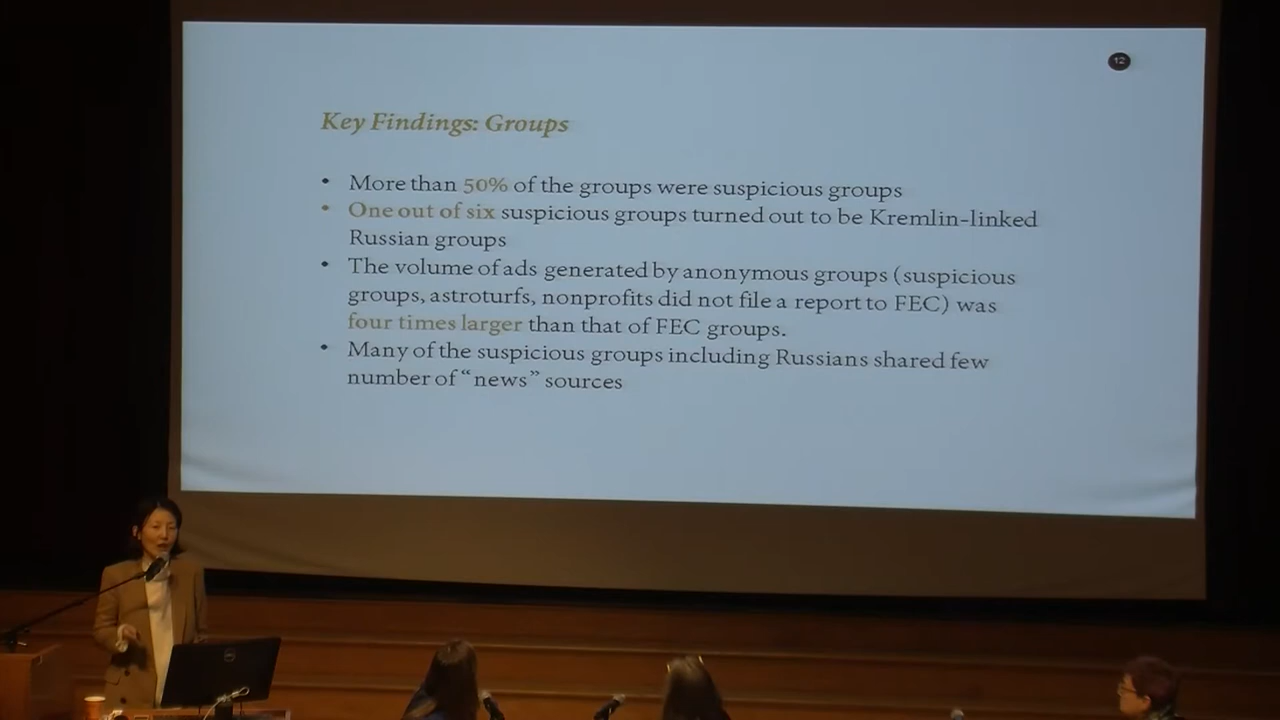 12
Key Findings: Groups
• More than 50% of the groups were suspicious groups
• One out of six suspicious groups turned out to be Kremlin-linked
Russian groups
• The volume of ads generated by anonymous groups (suspicious
groups, astroturfs, nonprofits did not file a report to FEC) was
four times larger than that of FEC groups.
• Many of the suspicious groups including Russians shared few
number of “news” sources